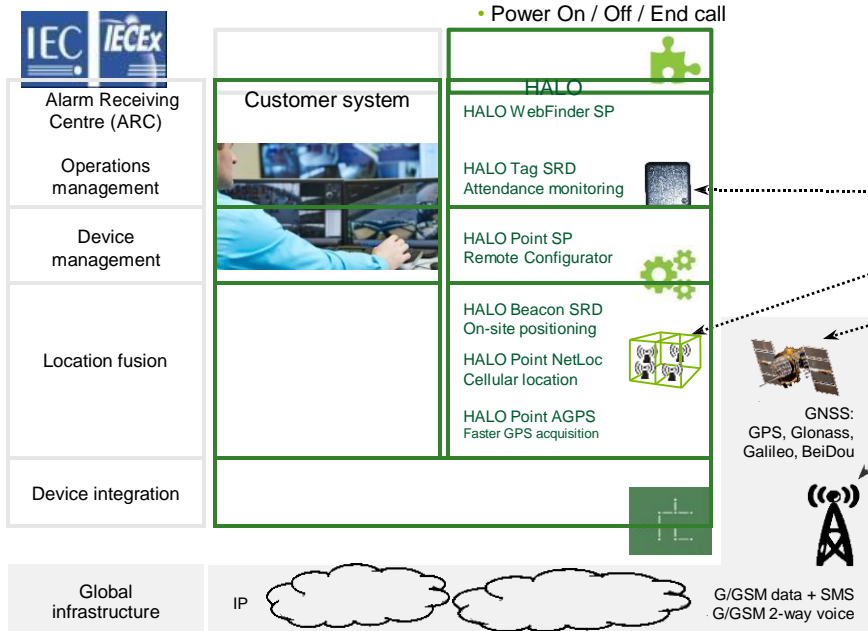 • Power On / Off / End call
IEC IECEx
HALO
Alarm Receiving
Centre (ARC)
Customer system
HALO WebFinder SP
Operations
management
HALO Tag SRD
Attendance monitoring
Device
management
HALO Point SP
Remote Configurator
Location fusion
HALO Beacon SRD
On-site positioning
HALO Point NetLoc
Cellular location
HALO Point AGPS
Faster GPS acquisition
GNSS:
GPS, Glonass,
Galileo, BeiDou
Device integration
Global
infrastructure
IP
G/GSM data + SMS
G/GSM 2-way voice